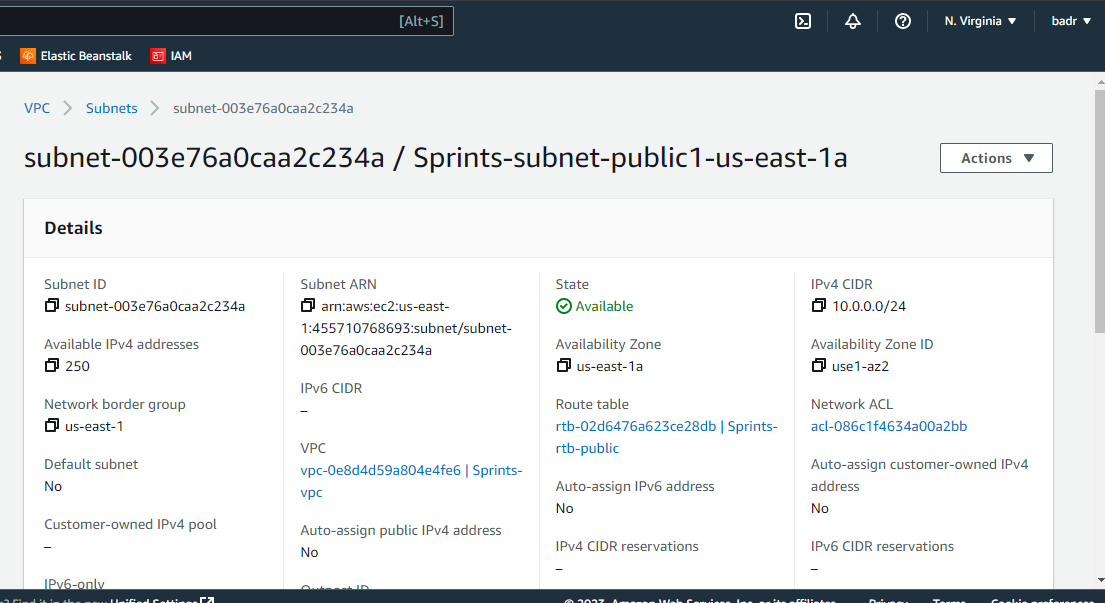 [Alt+S]
N. Virginia
badr
Elastic Beanstalk
IAM
VPC
Subnets
subnet-003e76a0caa2c234a
subnet-003e76a0caa2c234a / Sprints-subnet-public1-us-east-1a
Actions
Details
Subnet ID
subnet-003e76a0caa2c234a
Available IPv4 addresses
250
Network border group
us-east-1
Default subnet
No
Customer-owned IPv4 pool
–
IPv6-only
Subnet ARN
arn:aws:ec2:us-east-
1:455710768693:subnet/subnet-
003e76a0caa2c234a
IPv6 CIDR
–
VPC
vpc-0e8d4d59a804e4fe6 | Sprints-
vpc
Auto-assign public IPv4 address
No
Outpost ID
State
Available
Availability Zone
us-east-1a
Route table
rtb-02d6476a623ce28db | Sprints-
rtb-public
Auto-assign IPv6 address
No
IPv4 CIDR reservations
–
IPv4 CIDR
10.0.0.0/24
Availability Zone ID
use1-az2
Network ACL
acl-086c1f4634a00a2bb
Auto-assign customer-owned IPv4
address
No
IPv6 CIDR reservations
–
? Find it in the new Unified Settings
© 2023, Amazon Web Services, Inc. or its affiliates.
Privacy
Terms
Cookie preferences